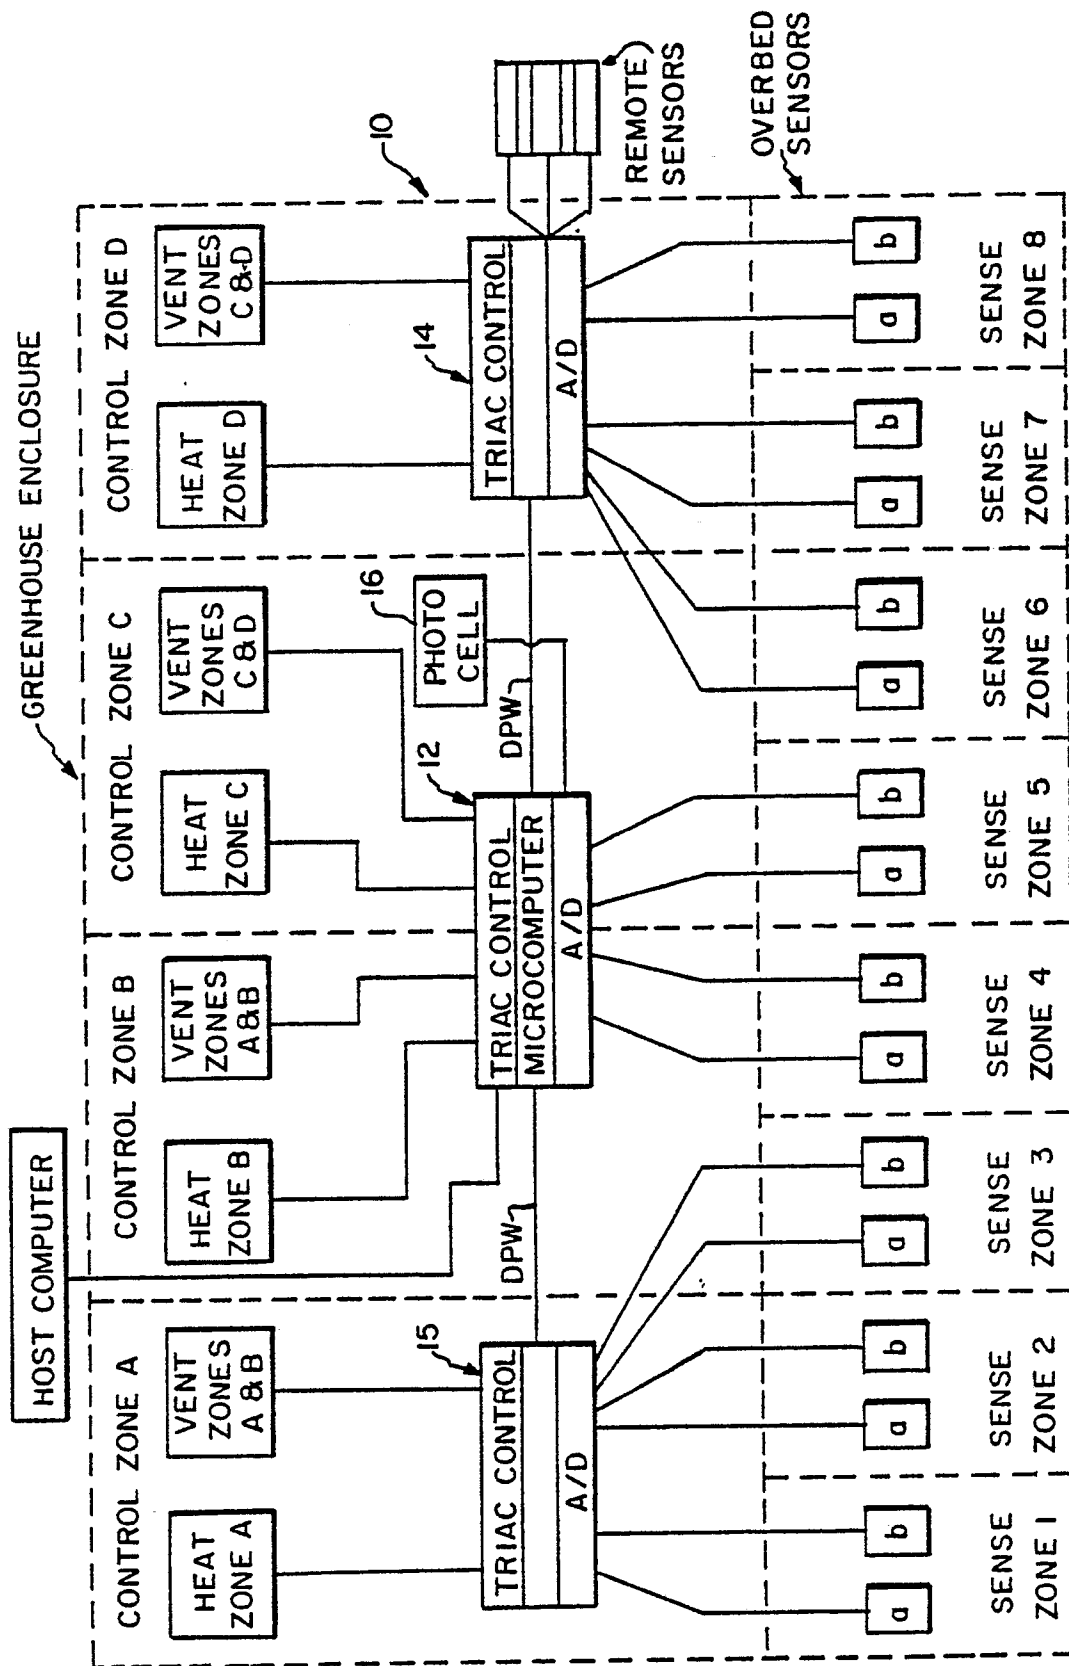 HOST COMPUTER
GREENHOUSE ENCLOSURE
CONTROL ZONE A
CONTROL ZONE B
CONTROL ZONE C
CONTROL ZONE D
HEAT
ZONE A
VENT
ZONES
A & B
HEAT
ZONE B
VENT
ZONES
A & B
HEAT
ZONE C
VENT
ZONES
C & D
HEAT
ZONE D
VENT
ZONES
C & D
10
15
TRIAC CONTROL
A/D
DPW
12
TRIAC CONTROL
MICROCOMPUTER
A/D
DPW
16
PHOTO
CELL
14
TRIAC CONTROL
A/D
REMOTE
SENSORS
OVERBED
SENSORS
a
b
a
b
a
b
a
b
a
b
a
b
a
b
a
b
SENSE
ZONE 1
SENSE
ZONE 2
SENSE
ZONE 3
SENSE
ZONE 4
SENSE
ZONE 5
SENSE
ZONE 6
SENSE
ZONE 7
SENSE
ZONE 8